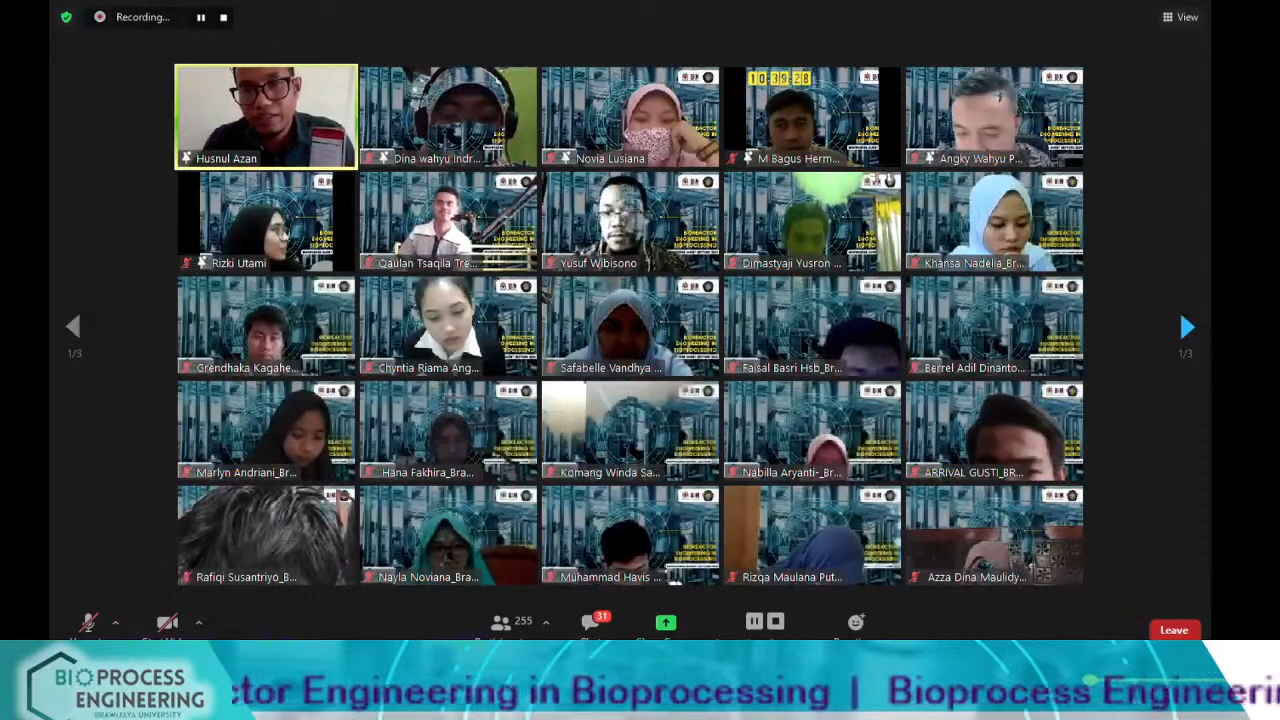 Recording...
View
10:39:28
Husnul Azan
Dina wahyu Indr...
Novia Lusiana
M Bagus Herm...
Angky Wahyu P...
Rizki Utami
Qaulan Tsaqila Tre...
Yusuf Wibisono
Dimastyaji Yusron ...
Khansa Nadelia_Br...
Grendhaka Kagahe...
Chyntia Riama Ang...
Safabelle Vandhya ...
Faisal Basri Hsb_Br...
Berrel Adil Dinanto...
1/3
1/3
Marlyn Andriani_Br...
Hana Fakhira_Bra...
Komang Winda Sa...
Nabilla Aryanti-_Br...
ARRIVAL GUSTI_BR...
Rafiqi Susantriyo_B...
Nayla Noviana_Bra...
Muhammad Havis ...
Rizqa Maulana Put...
Azza Dina Maulidy...
255
31
Leave
BIOPROCESS
ENGINEERING
BRAWIJAYA UNIVERSITY
ctor Engineering in Bioprocessing | Bioprocess Engineeri